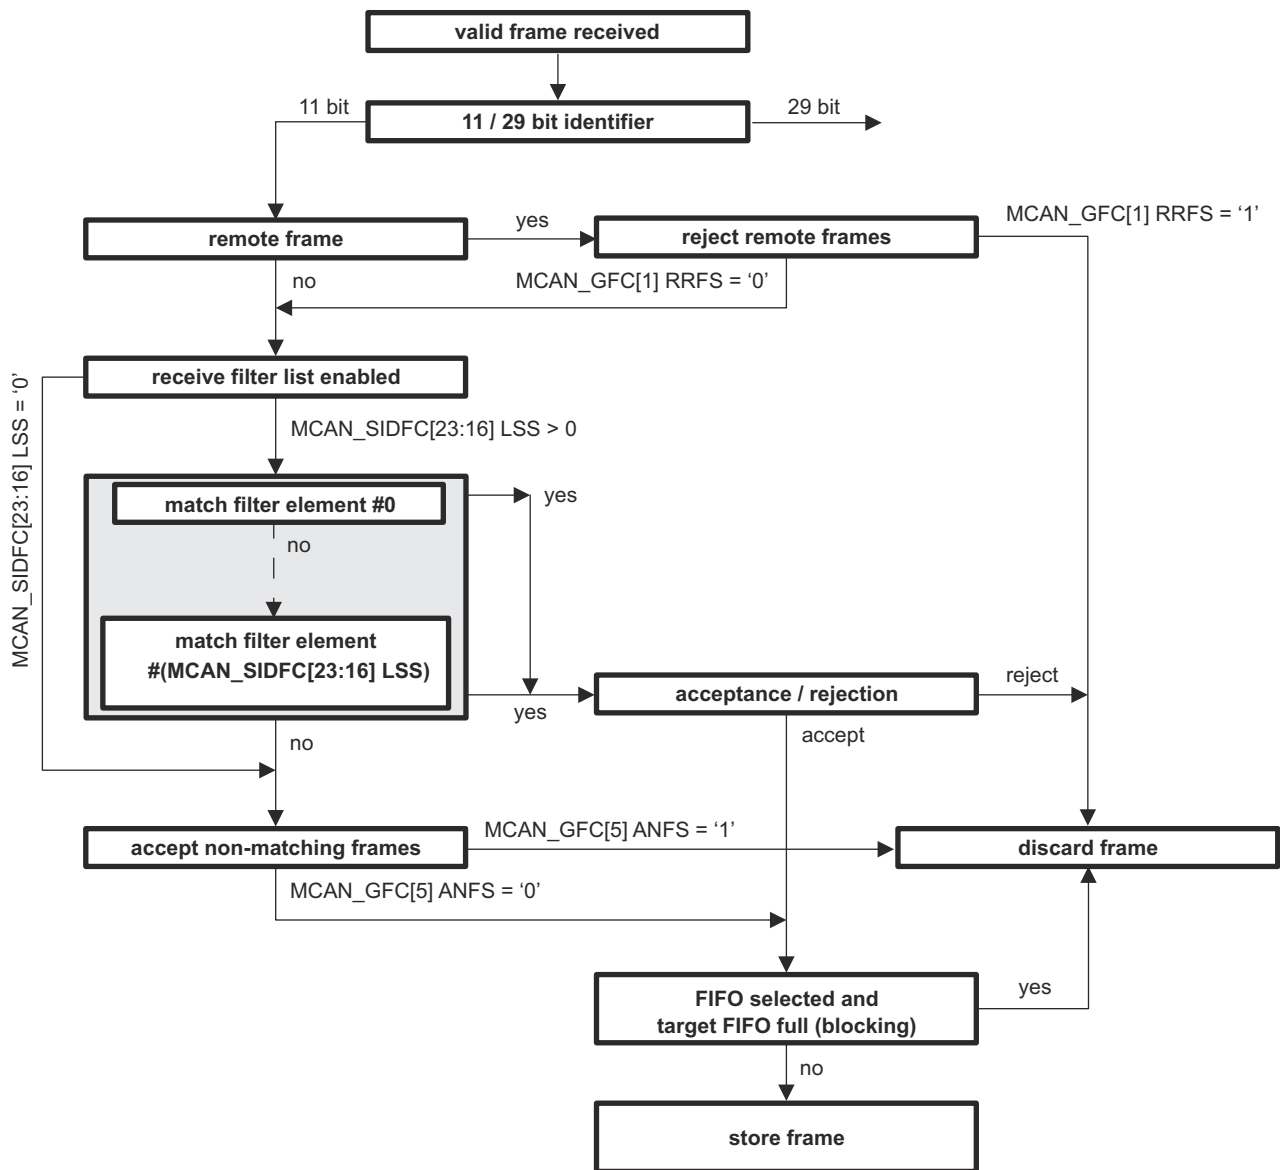 valid frame received
11 bit
11 / 29 bit identifier
29 bit
remote frame
yes
reject remote frames
MCAN_GFC[1] RRFS = ‘1’
no
MCAN_GFC[1] RRFS = ‘0’
receive filter list enabled
MCAN_SIDFC[23:16] LSS = ‘0’
MCAN_SIDFC[23:16] LSS > 0
match filter element #0
yes
no
match filter element
#(MCAN_SIDFC[23:16] LSS)
yes
acceptance / rejection
reject
no
accept
accept non-matching frames
MCAN_GFC[5] ANFS = ‘1’
discard frame
MCAN_GFC[5] ANFS = ‘0’
FIFO selected and
target FIFO full (blocking)
yes
no
store frame